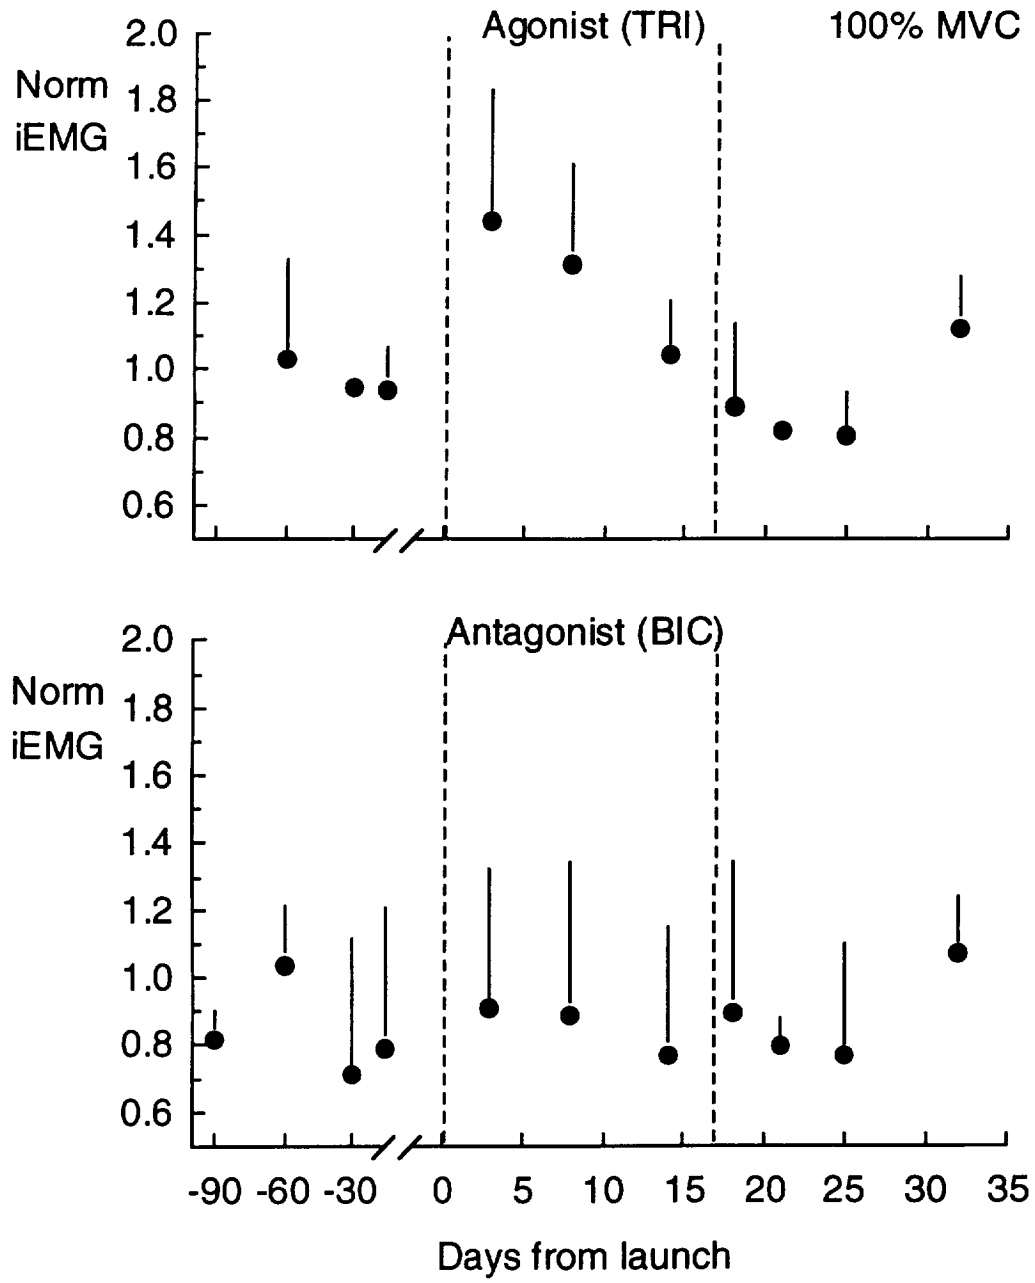 Agonist (TRI) 100% MVC
Norm
iEMG
2.0
1.8
1.6
1.4
1.2
1.0
0.8
0.6
Antagonist (BIC)
Norm
iEMG
2.0
1.8
1.6
1.4
1.2
1.0
0.8
0.6
-90 -60 -30 0 5 10 15 20 25 30 35
Days from launch